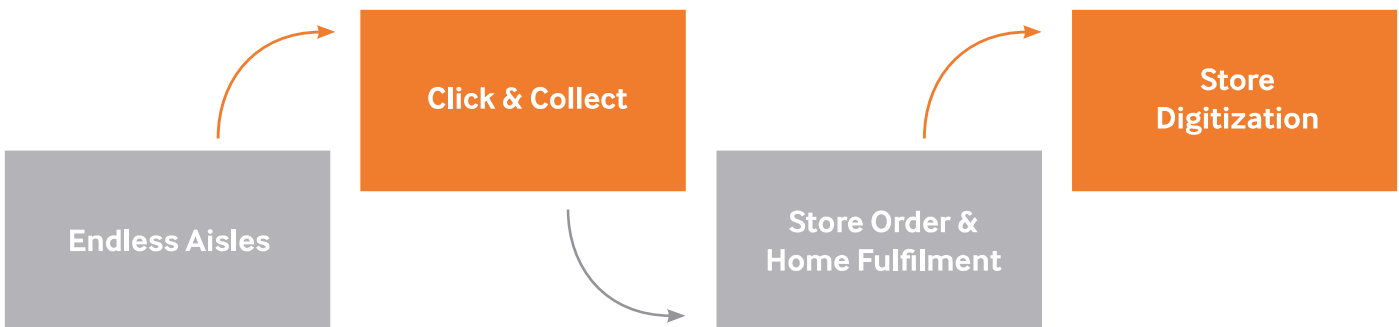 Endless Aisles
Click & Collect
Store Order &
Home Fulfilment
Store
Digitization